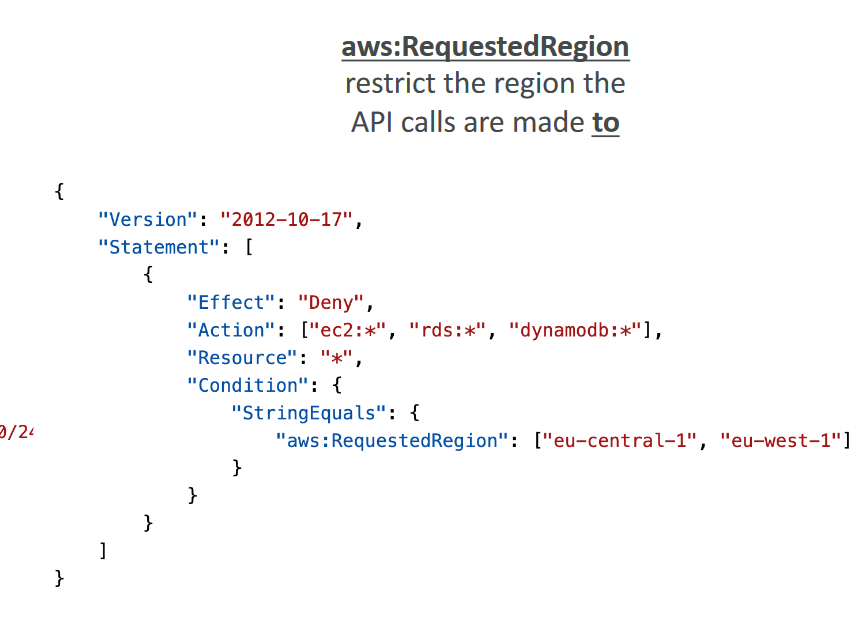 aws:RequestedRegion
restrict the region the
API calls are made to
{
"Version": "2012-10-17",
"Statement": [
{
"Effect": "Deny",
"Action": ["ec2:*", "rds:*", "dynamodb:*"],
"Resource": "*",
"Condition": {
"StringEquals": {
0/24
"aws:RequestedRegion": ["eu-central-1", "eu-west-1"]
}
}
}
]
}